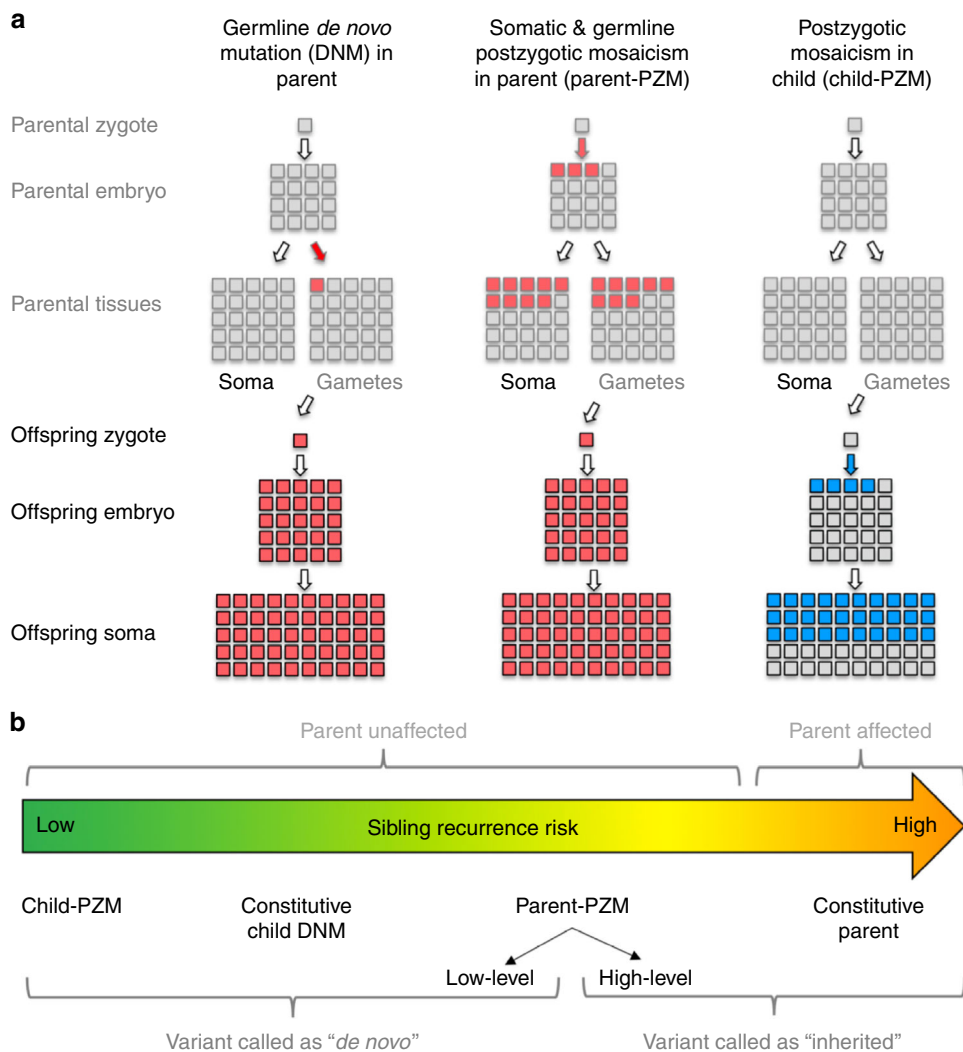 a
Germline de novo
mutation (DNM) in
parent
Somatic & germline
postzygotic mosaicism
in parent (parent-PZM)
Postzygotic
mosaicism in
child (child-PZM)
Parental zygote
Parental embryo
Parental tissues
Soma Gametes Soma Gametes Soma Gametes
Offspring zygote
Offspring embryo
Offspring soma
b
Parent unaffected Parent affected
Low Sibling recurrence risk High
Child-PZM
Constitutive
child DNM
Parent-PZM
Constitutive
parent
Low-level High-level
Variant called as “de novo” Variant called as “inherited”